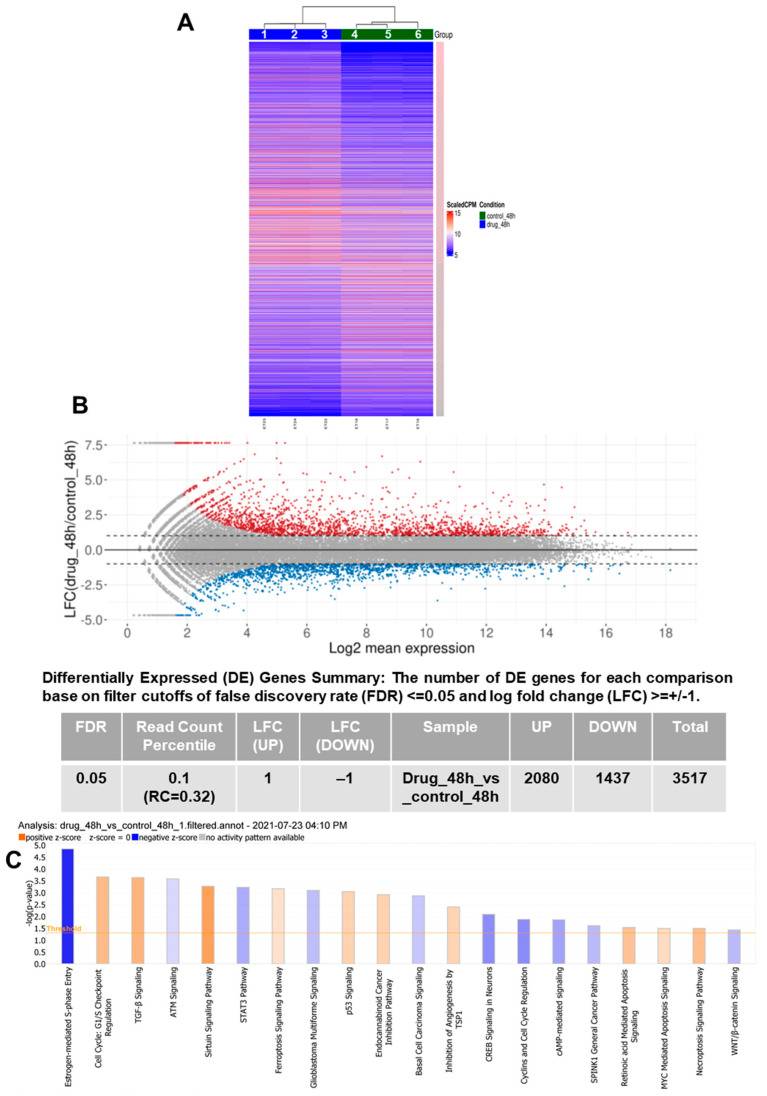 A
1 2 3 4 5 6 Group
ScaledCPM Condition
15 control_48h
10 drug_48h
5
B
LFC(drug_48h/control_48h)
7.5
5.0
2.5
0.0
-2.5
-5.0
0 2 4 6 8 10 12 14 16 18
Log2 mean expression
Differentially Expressed (DE) Genes Summary: The number of DE genes for each comparison
base on filter cutoffs of false discovery rate (FDR) <=0.05 and log fold change (LFC) >=+/-1.
FDR Read Count Percentile LFC (UP) LFC (DOWN) Sample UP DOWN Total
0.05 0.1 (RC=0.32) 1 –1 Drug_48h_vs _control_48h 2080 1437 3517
Analysis: drug_48h_vs_control_48h_1.filtered.annot - 2021-07-23 04:10 PM
positive z-score z-score = 0 negative z-score no activity pattern available
C
-log(p-value)
5.0
4.5
4.0
3.5
3.0
2.5
2.0
1.5
1.0
0.5
0.0
Threshold
Estrogen-mediated S-phase Entry
Cell Cycle: G1/S Checkpoint
Regulation
TGF-β Signaling
ATM Signaling
Sirtuin Signaling Pathway
STAT3 Pathway
Ferroptosis Signaling Pathway
Glioblastoma Multiforme Signaling
p53 Signaling
Endocannabinoid Cancer
Inhibition Pathway
Basal Cell Carcinoma Signaling
Inhibition of Angiogenesis by
TSP1
CREB Signaling in Neurons
Cyclins and Cell Cycle Regulation
cAMP-mediated signaling
SPINK1 General Cancer Pathway
Retinoic acid Mediated Apoptosis
Signaling
MYC Mediated Apoptosis Signaling
Necroptosis Signaling Pathway
WNT/β-catenin Signaling